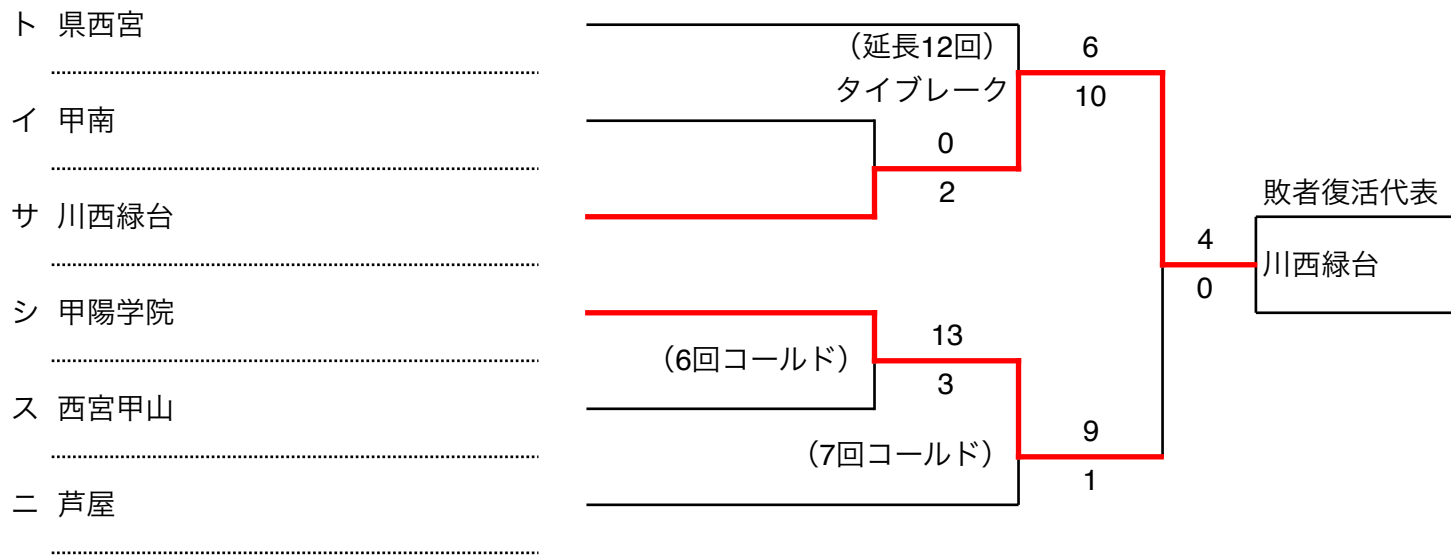 ト 県西宮
(延長12回)
タイブレーク
6
10
イ 甲南
0
2
サ 川西緑台
敗者復活代表
4
0
川西緑台
シ 甲陽学院
(6回コールド)
13
3
ス 西宮甲山
(7回コールド)
9
1
ニ 芦屋